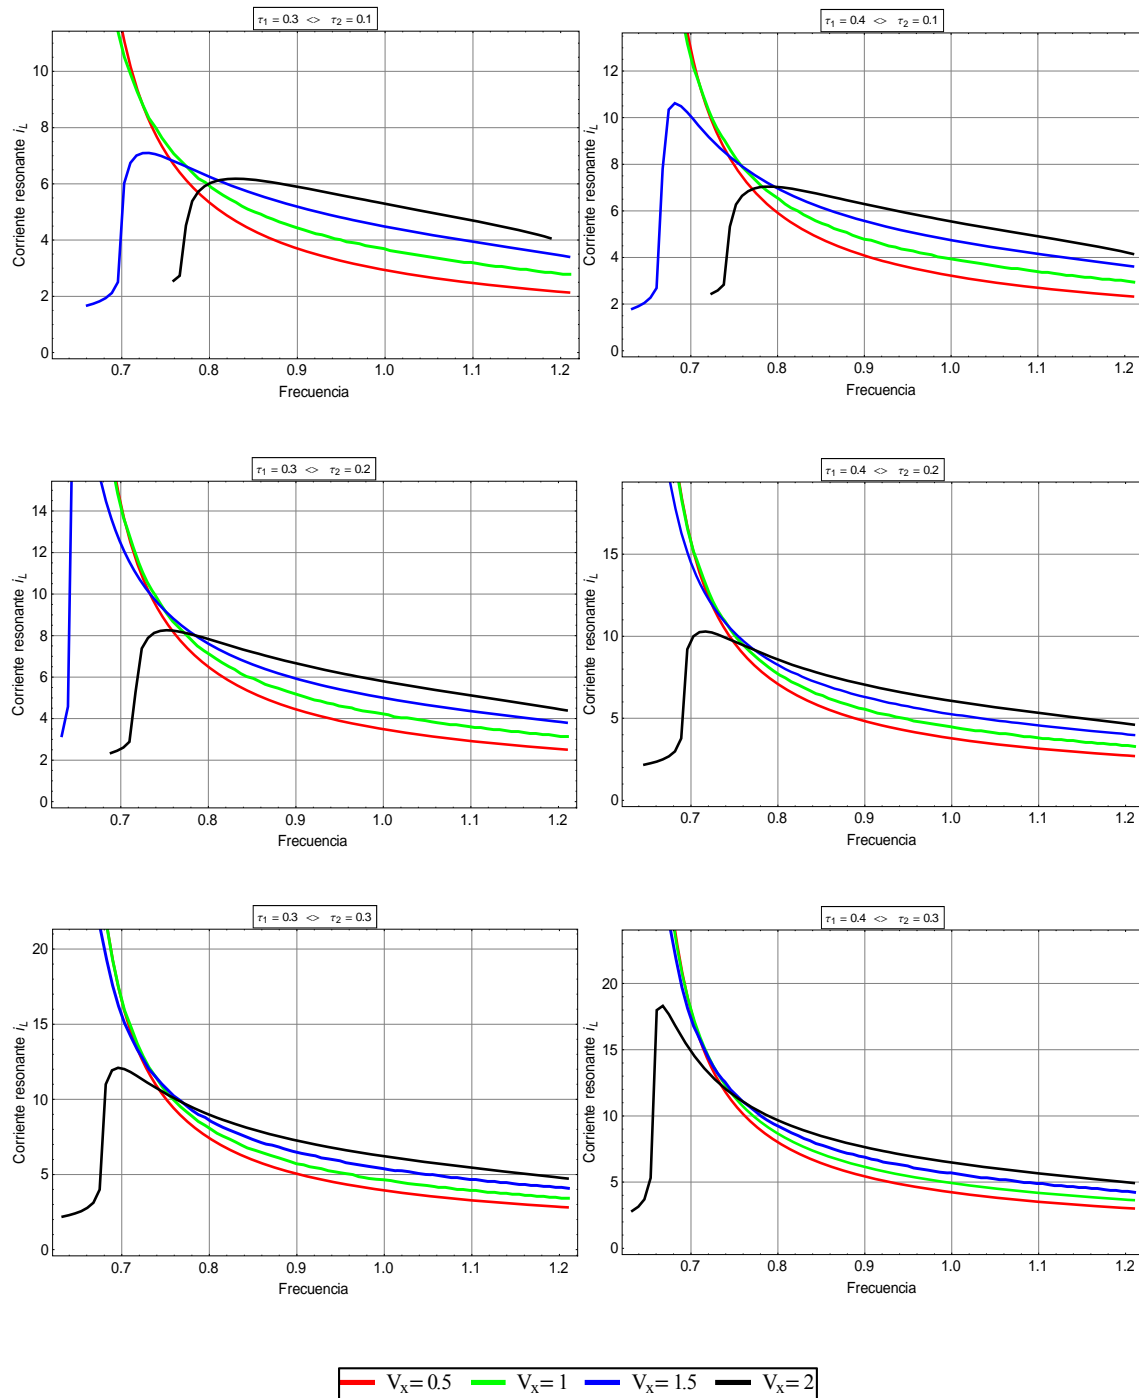 τ₁ = 0.3 <> τ₂ = 0.1
Corriente resonante i_L
10
8
6
4
2
0
0.7 0.8 0.9 1.0 1.1 1.2
Frecuencia
τ₁ = 0.4 <> τ₂ = 0.1
Corriente resonante i_L
12
10
8
6
4
2
0
0.7 0.8 0.9 1.0 1.1 1.2
Frecuencia
τ₁ = 0.3 <> τ₂ = 0.2
Corriente resonante i_L
14
12
10
8
6
4
2
0
0.7 0.8 0.9 1.0 1.1 1.2
Frecuencia
τ₁ = 0.4 <> τ₂ = 0.2
Corriente resonante i_L
15
10
5
0
0.7 0.8 0.9 1.0 1.1 1.2
Frecuencia
τ₁ = 0.3 <> τ₂ = 0.3
Corriente resonante i_L
20
15
10
5
0
0.7 0.8 0.9 1.0 1.1 1.2
Frecuencia
τ₁ = 0.4 <> τ₂ = 0.3
Corriente resonante i_L
20
15
10
5
0
0.7 0.8 0.9 1.0 1.1 1.2
Frecuencia
Vₓ= 0.5 Vₓ= 1 Vₓ= 1.5 Vₓ= 2